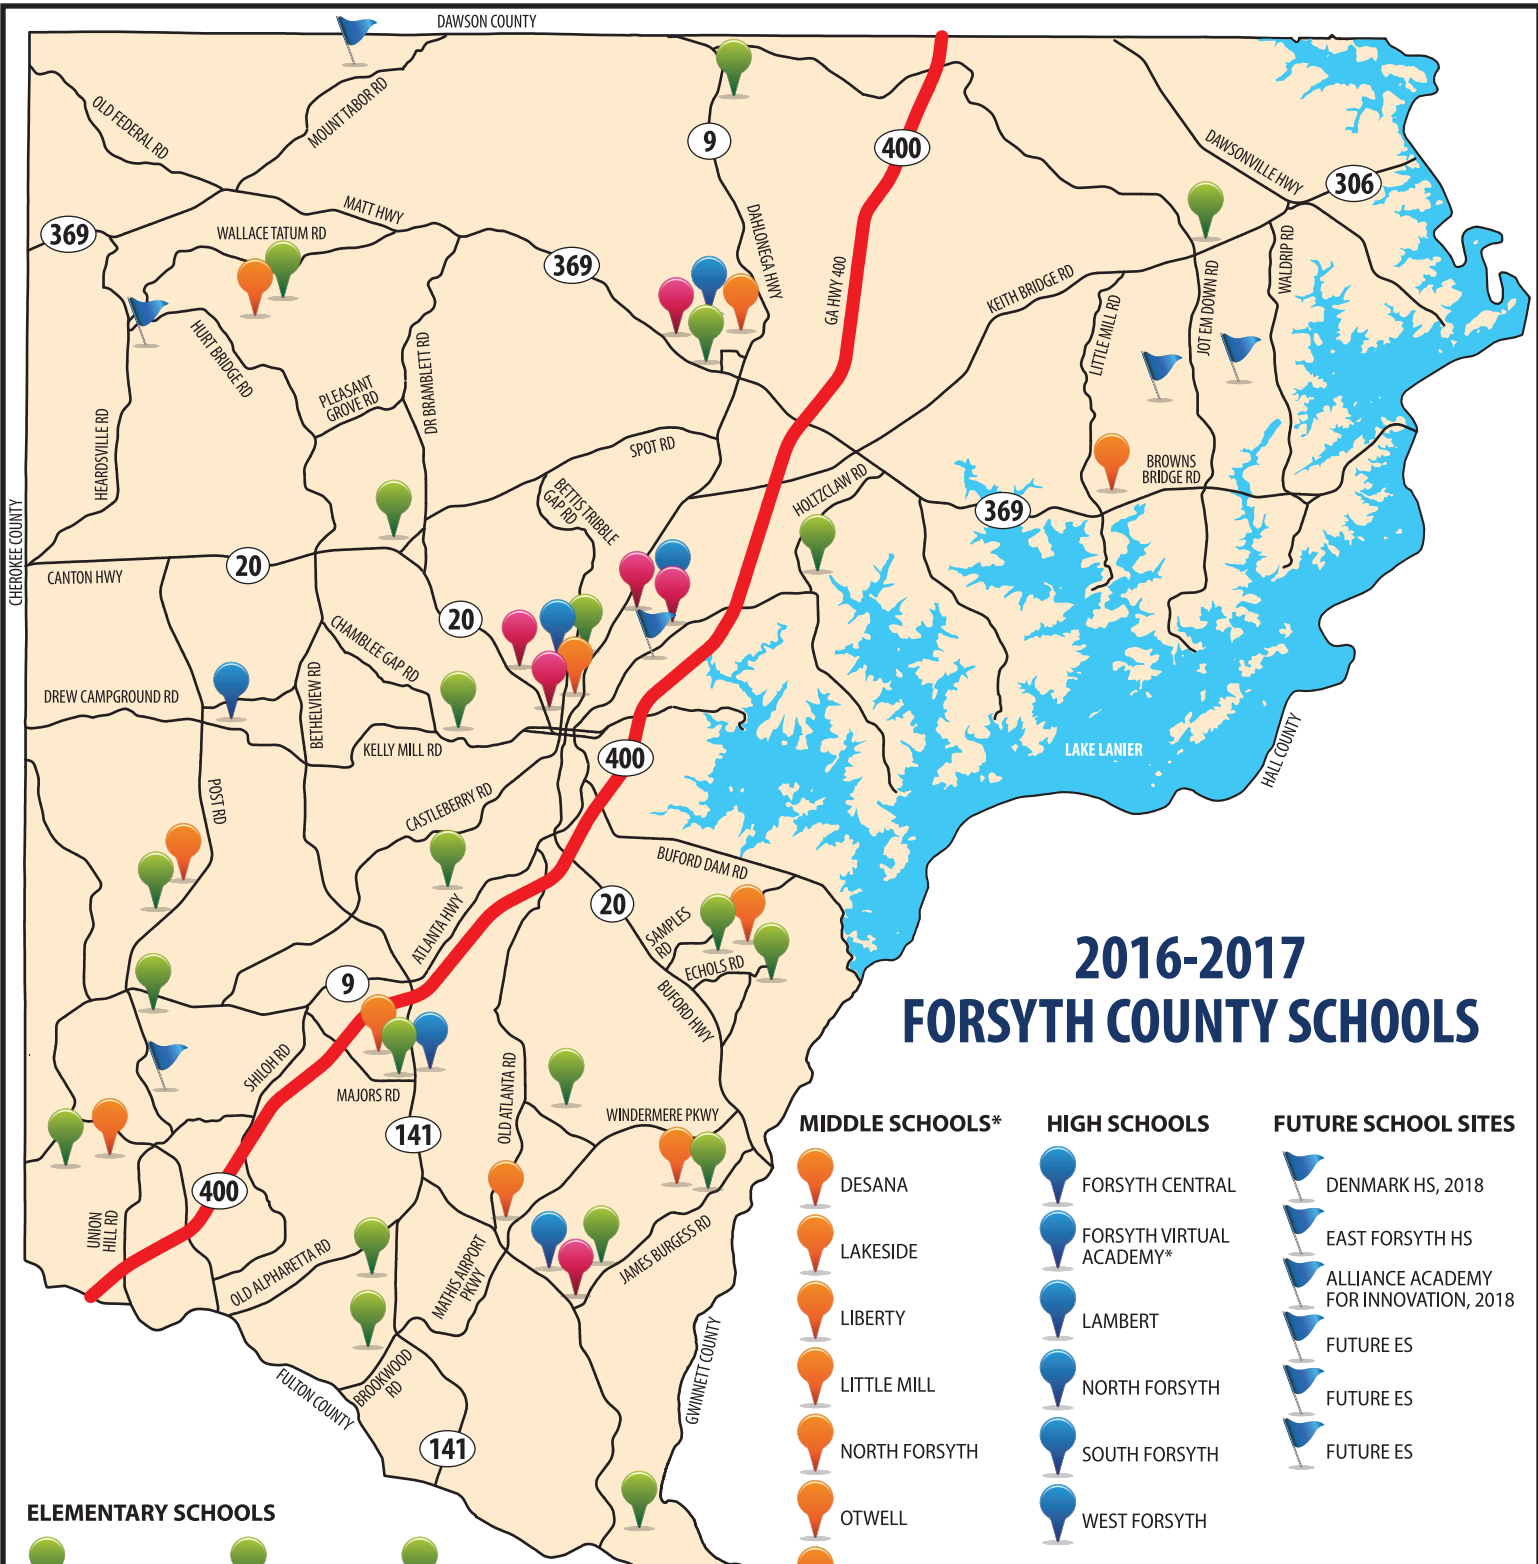 DAWSON COUNTY
OLD FEDERAL RD
MOUNT TABOR RD
9
400
DAWSONVILLE HWY
306
369
MATT HWY
WALLACE TATUM RD
369
DAHLONEGA HWY
GA HWY 400
KEITH BRIDGE RD
LITTLE MILL RD
JOT EM DOWN RD
WALDRIP RD
HURT BRIDGE RD
PLEASANT
GROVE RD
DR BRAMBLETT RD
HEARDSVILLE RD
SPOT RD
BETTIS TRIBBLE
GAP RD
HOLTZCLAW RD
BROWNS
BRIDGE RD
369
CHEROKEE COUNTY
CANTON HWY
20
20
CHAMBLEE GAP RD
DREW CAMPGROUND RD
BETHELVIEW RD
KELLY MILL RD
400
LAKE LANIER
HALL COUNTY
POST RD
CASTLEBERRY RD
BUFORD DAM RD
20
SAMPLES
RD
ECHOLS RD
ATLANTA HWY
9
BUFORD HWY
2016-2017
FORSYTH COUNTY SCHOOLS
SHILOH RD
MAJORS RD
OLD ATLANTA RD
141
WINDERMERE PKWY
400
UNION
HILL RD
OLD ALPHARETTA RD
MATHIS AIRPORT
PKWY
JAMES BURGESS RD
FULTON COUNTY
BROOKWOOD
RD
GWINNETT COUNTY
141
MIDDLE SCHOOLS*
DESANA
LAKESIDE
LIBERTY
LITTLE MILL
NORTH FORSYTH
OTWELL
HIGH SCHOOLS
FORSYTH CENTRAL
FORSYTH VIRTUAL
ACADEMY*
LAMBERT
NORTH FORSYTH
SOUTH FORSYTH
WEST FORSYTH
FUTURE SCHOOL SITES
DENMARK HS, 2018
EAST FORSYTH HS
ALLIANCE ACADEMY
FOR INNOVATION, 2018
FUTURE ES
FUTURE ES
FUTURE ES
ELEMENTARY SCHOOLS